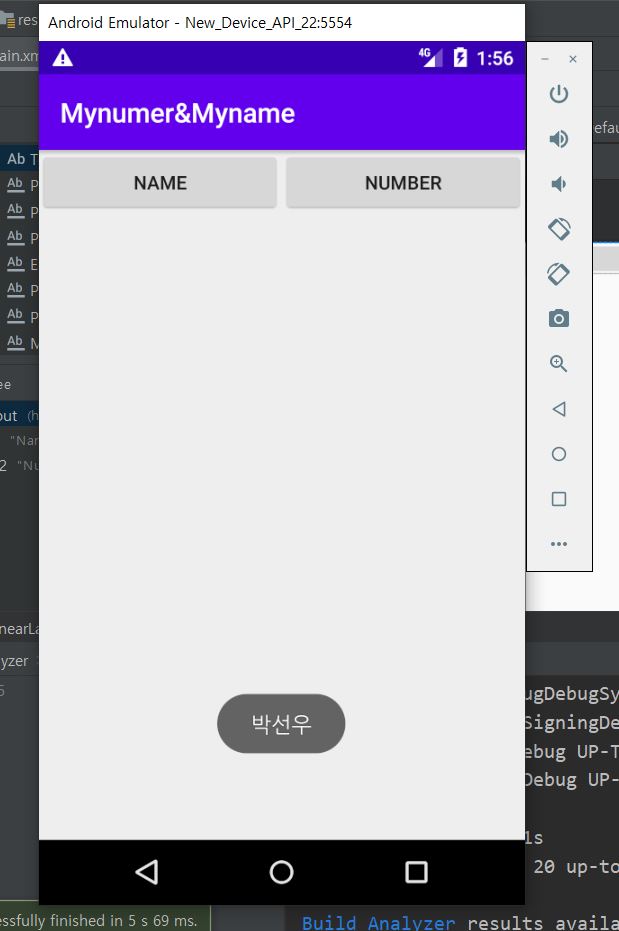 Android Emulator - New_Device_API_22:5554
res
ain.xm
4G 1:56
Mynumer&Myname
efau
NAME NUMBER
Ab T
Ab P
Ab P
Ab P
Ab E
Ab P
Ab P
Ab M
ee
out (h
"Nar
2 "Nu
nearLa
yzer
5
박선우
ugDebugSy
SigningDe
ebug UP-T
Debug UP-
ls
20 up-to
essfully finished in 5 s 69 ms.
Build Analyzer results availa